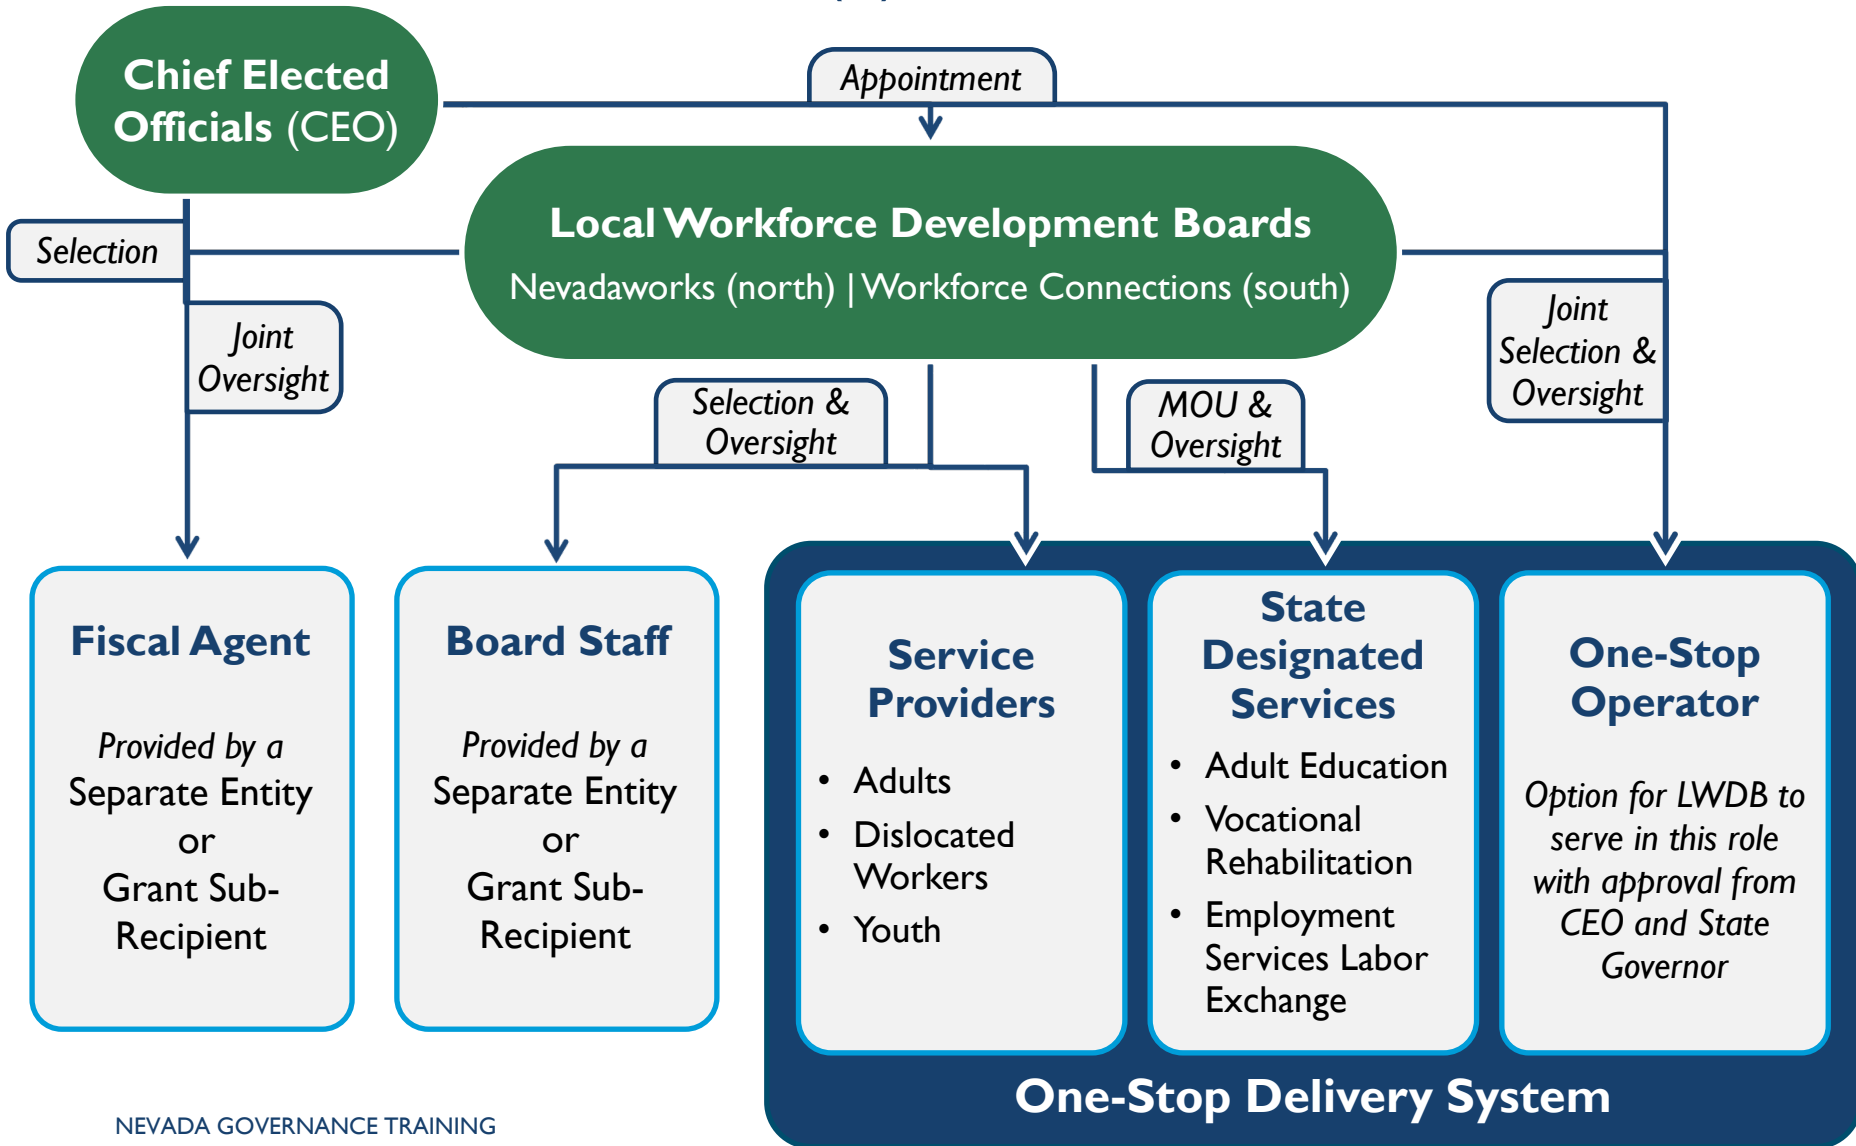 Chief Elected
Officials (CEO)
Appointment
Local Workforce Development Boards
Nevadaworks (north) | Workforce Connections (south)
Selection
Joint
Oversight
Selection &
Oversight
MOU &
Oversight
Joint
Selection &
Oversight
Fiscal Agent
Provided by a
Separate Entity
or
Grant Sub-
Recipient
Board Staff
Provided by a
Separate Entity
or
Grant Sub-
Recipient
Service
Providers
• Adults
• Dislocated
Workers
• Youth
State
Designated
Services
• Adult Education
• Vocational
Rehabilitation
• Employment
Services Labor
Exchange
One-Stop
Operator
Option for LWDB to
serve in this role
with approval from
CEO and State
Governor
One-Stop Delivery System
NEVADA GOVERNANCE TRAINING